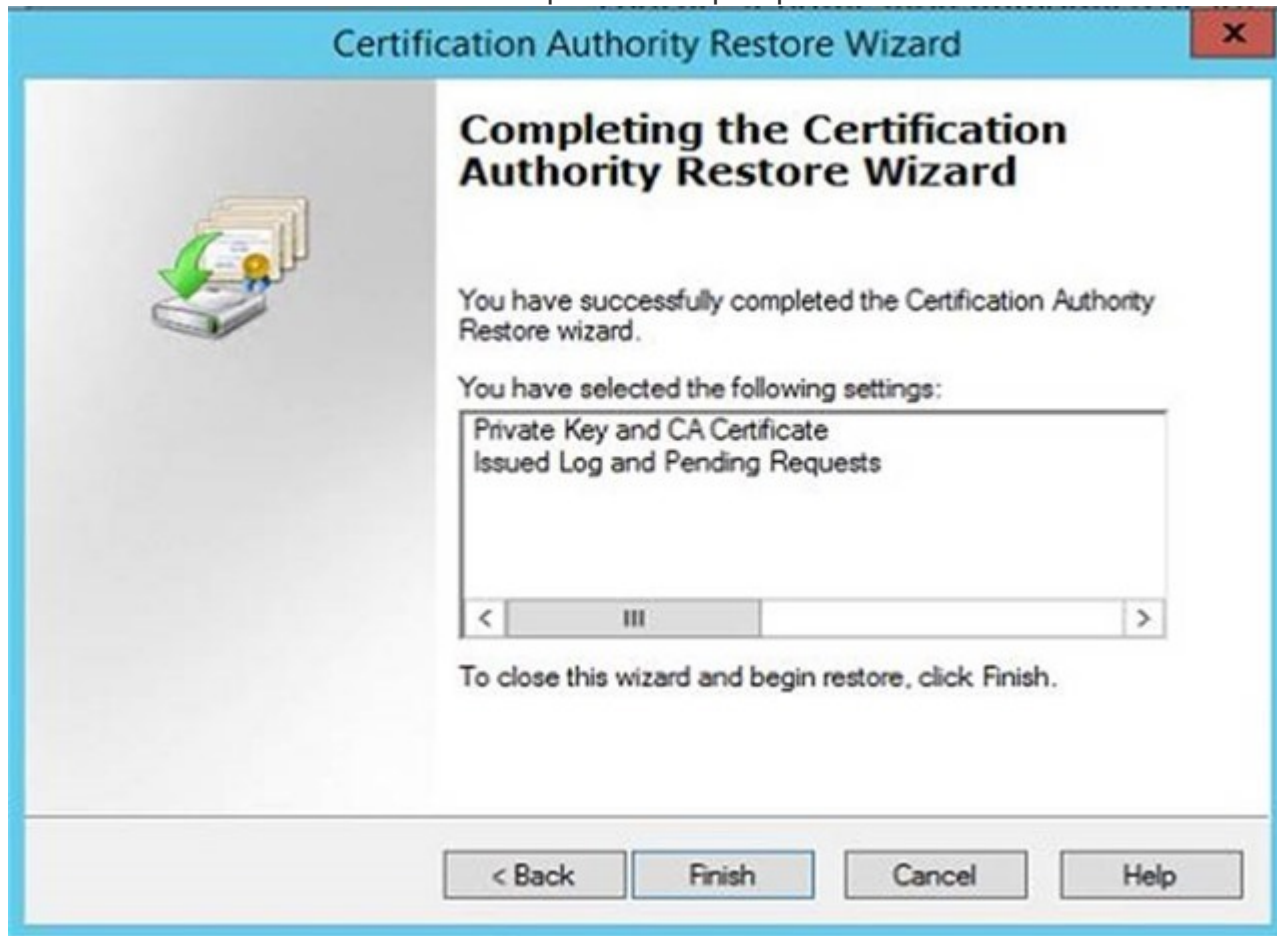 Certification Authority Restore Wizard
Completing the Certification
Authority Restore Wizard
You have successfully completed the Certification Authority
Restore wizard.
You have selected the following settings:
Private Key and CA Certificate
Issued Log and Pending Requests
To close this wizard and begin restore, click Finish.
< Back Finish Cancel Help